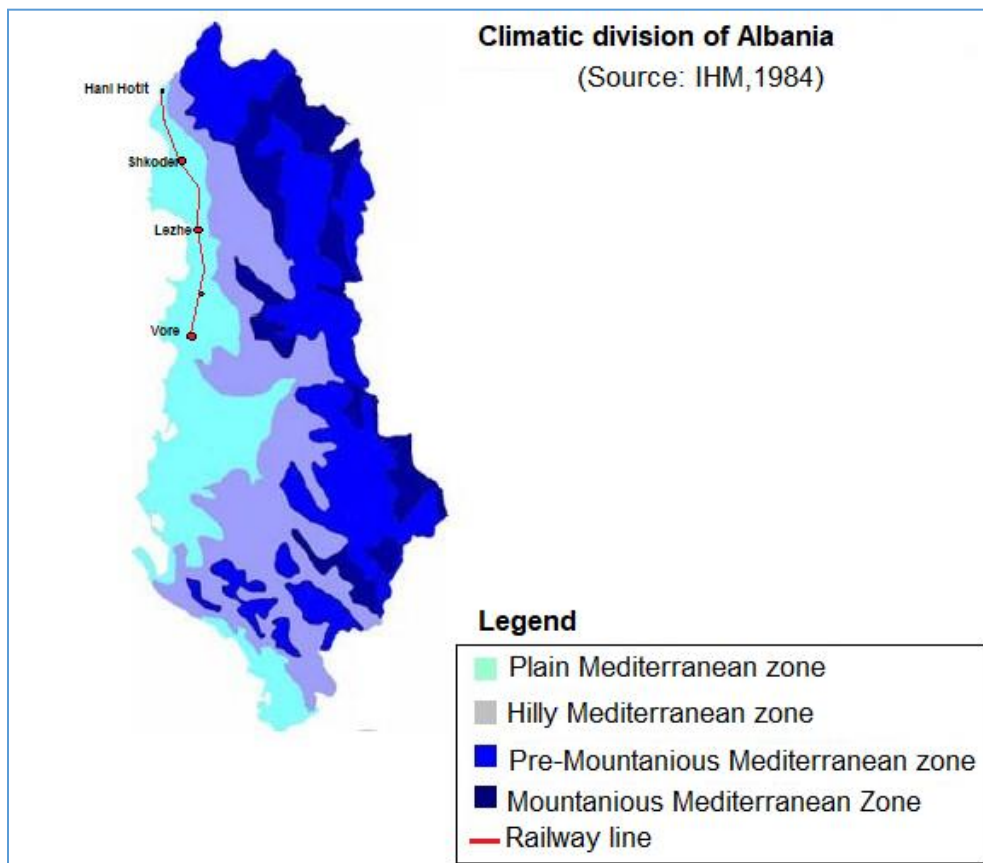 Climatic division of Albania
(Source: IHM,1984)
Hani Hotit
Shkoder
Lezhe
Vore
Legend
Plain Mediterranean zone
Hilly Mediterranean zone
Pre-Mountanious Mediterranean zone
Mountanious Mediterranean Zone
Railway line